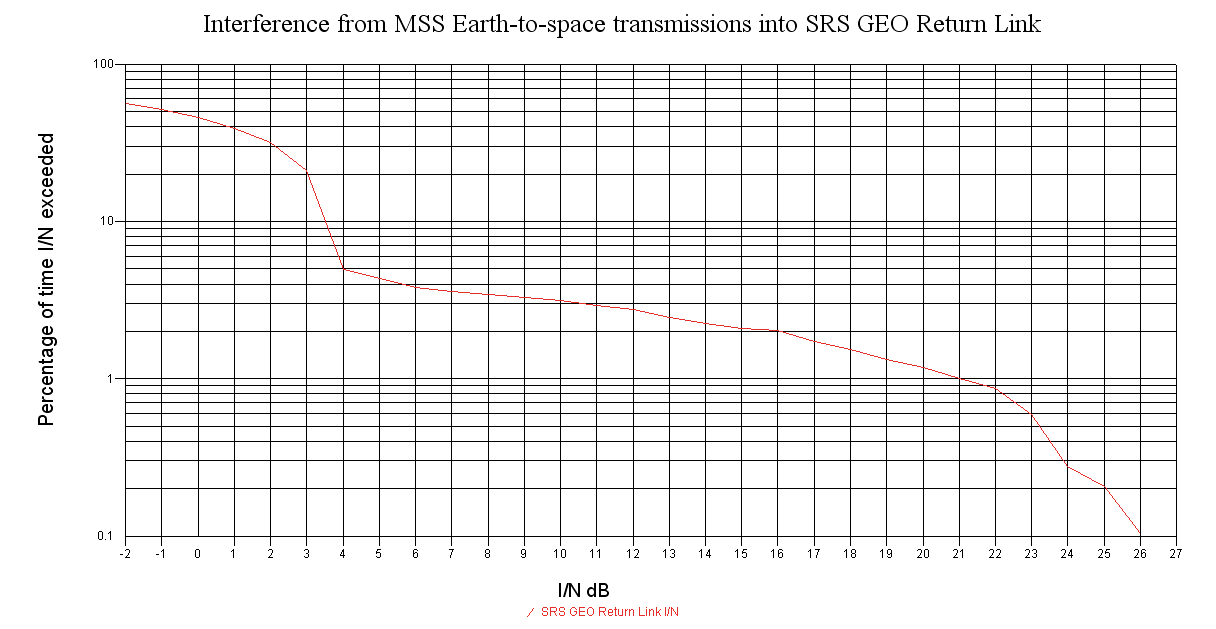 Interference from MSS Earth-to-space transmissions into SRS GEO Return Link
100
10
1
0.1
Percentage of time I/N exceeded
-2 -1 0 1 2 3 4 5 6 7 8 9 10 11 12 13 14 15 16 17 18 19 20 21 22 23 24 25 26 27
I/N dB
SRS GEO Return Link I/N